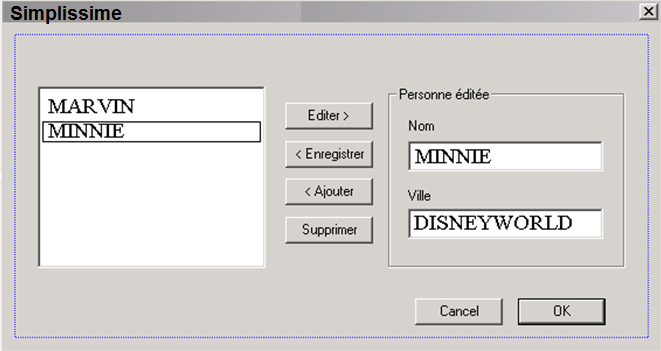 Simplissime
MARVIN
MINNIE
Editer >
< Enregistrer
< Ajouter
Supprimer
Personne éditée
Nom
MINNIE
Ville
DISNEYWORLD
Cancel
OK